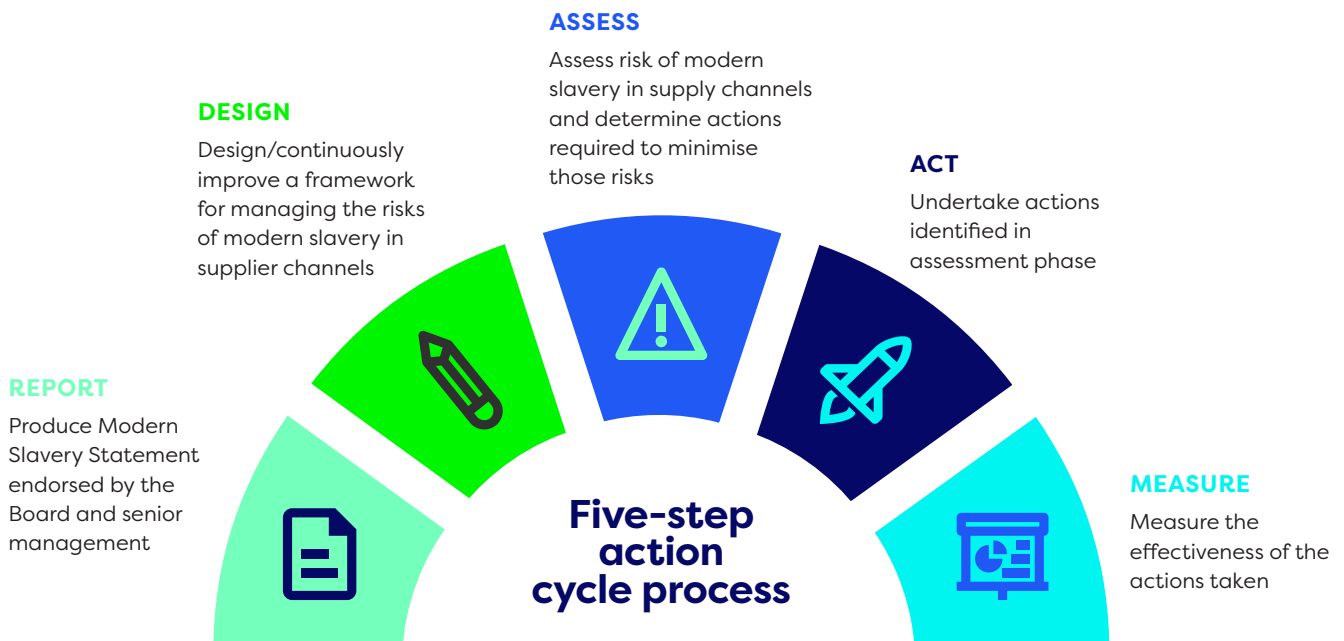 REPORT
Produce Modern
Slavery Statement
endorsed by the
Board and senior
management
DESIGN
Design/continuously
improve a framework
for managing the risks
of modern slavery in
supplier channels
ASSESS
Assess risk of modern
slavery in supply channels
and determine actions
required to minimise
those risks
ACT
Undertake actions
identified in
assessment phase
MEASURE
Measure the
effectiveness of the
actions taken
Five-step
action
cycle process